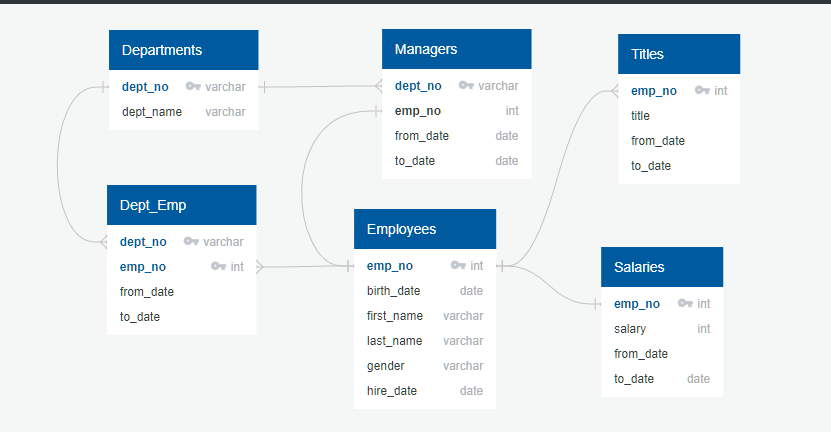 Departments
dept_no varchar
dept_name varchar
Managers
dept_no varchar
emp_no int
from_date date
to_date date
Titles
emp_no int
title
from_date
to_date
Dept_Emp
dept_no varchar
emp_no int
from_date
to_date
Employees
emp_no int
birth_date date
first_name varchar
last_name varchar
gender varchar
hire_date date
Salaries
emp_no int
salary int
from_date
to_date date